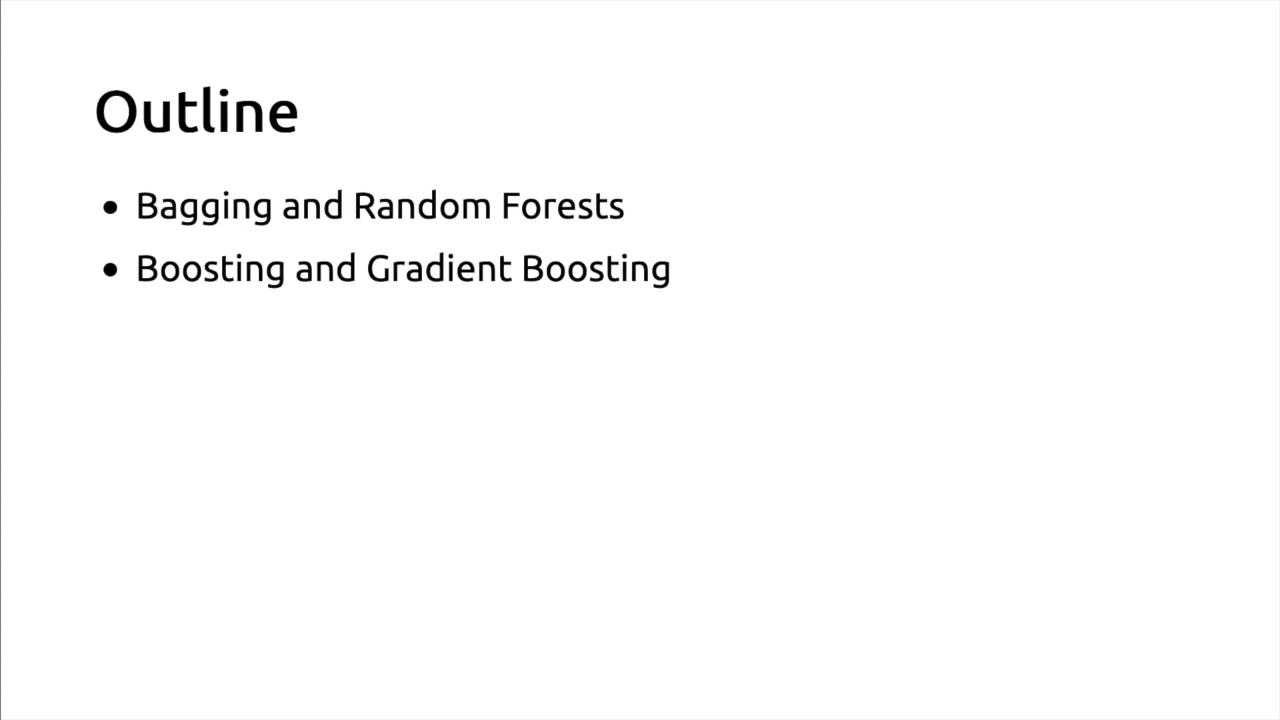 Outline
• Bagging and Random Forests
• Boosting and Gradient Boosting